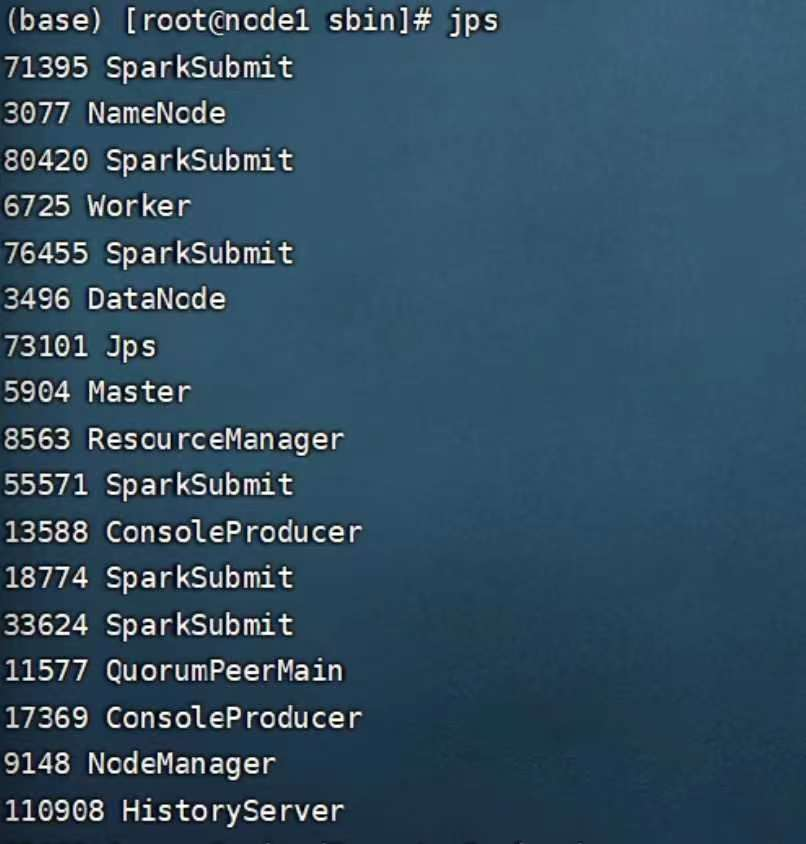 (base) [root@node1 sbin]# jps
71395 SparkSubmit
3077 NameNode
80420 SparkSubmit
6725 Worker
76455 SparkSubmit
3496 DataNode
73101 Jps
5904 Master
8563 ResourceManager
55571 SparkSubmit
13588 ConsoleProducer
18774 SparkSubmit
33624 SparkSubmit
11577 QuorumPeerMain
17369 ConsoleProducer
9148 NodeManager
110908 HistoryServer